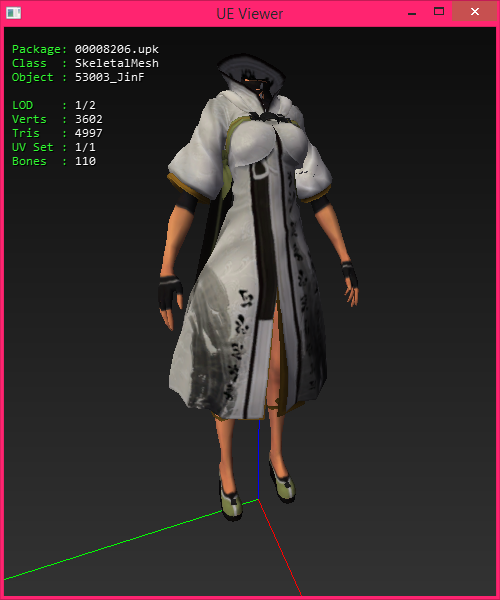 UE Viewer
Package: 00008206.upk
Class : SkeletalMesh
Object : 53003_JinF
LOD : 1/2
Verts : 3602
Tris : 4997
UV Set : 1/1
Bones : 110